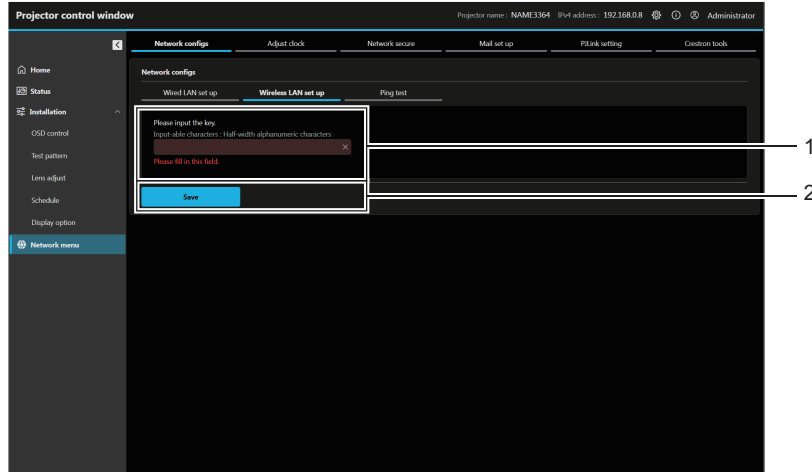 Projector control window
Projector name : NAME3364 IPv4 address : 192.168.0.8 Administrator
Network configs Adjust clock Network secure Mail set up PJLink setting Crestron tools
Home
Status
Installation
OSD control
Test pattern
Lens adjust
Schedule
Display option
Network menu
Network configs
Wired LAN set up Wireless LAN set up Ping test
Please input the key.
Input-able characters : Half-width alphanumeric characters
Please fill in this field.
Save
1
2